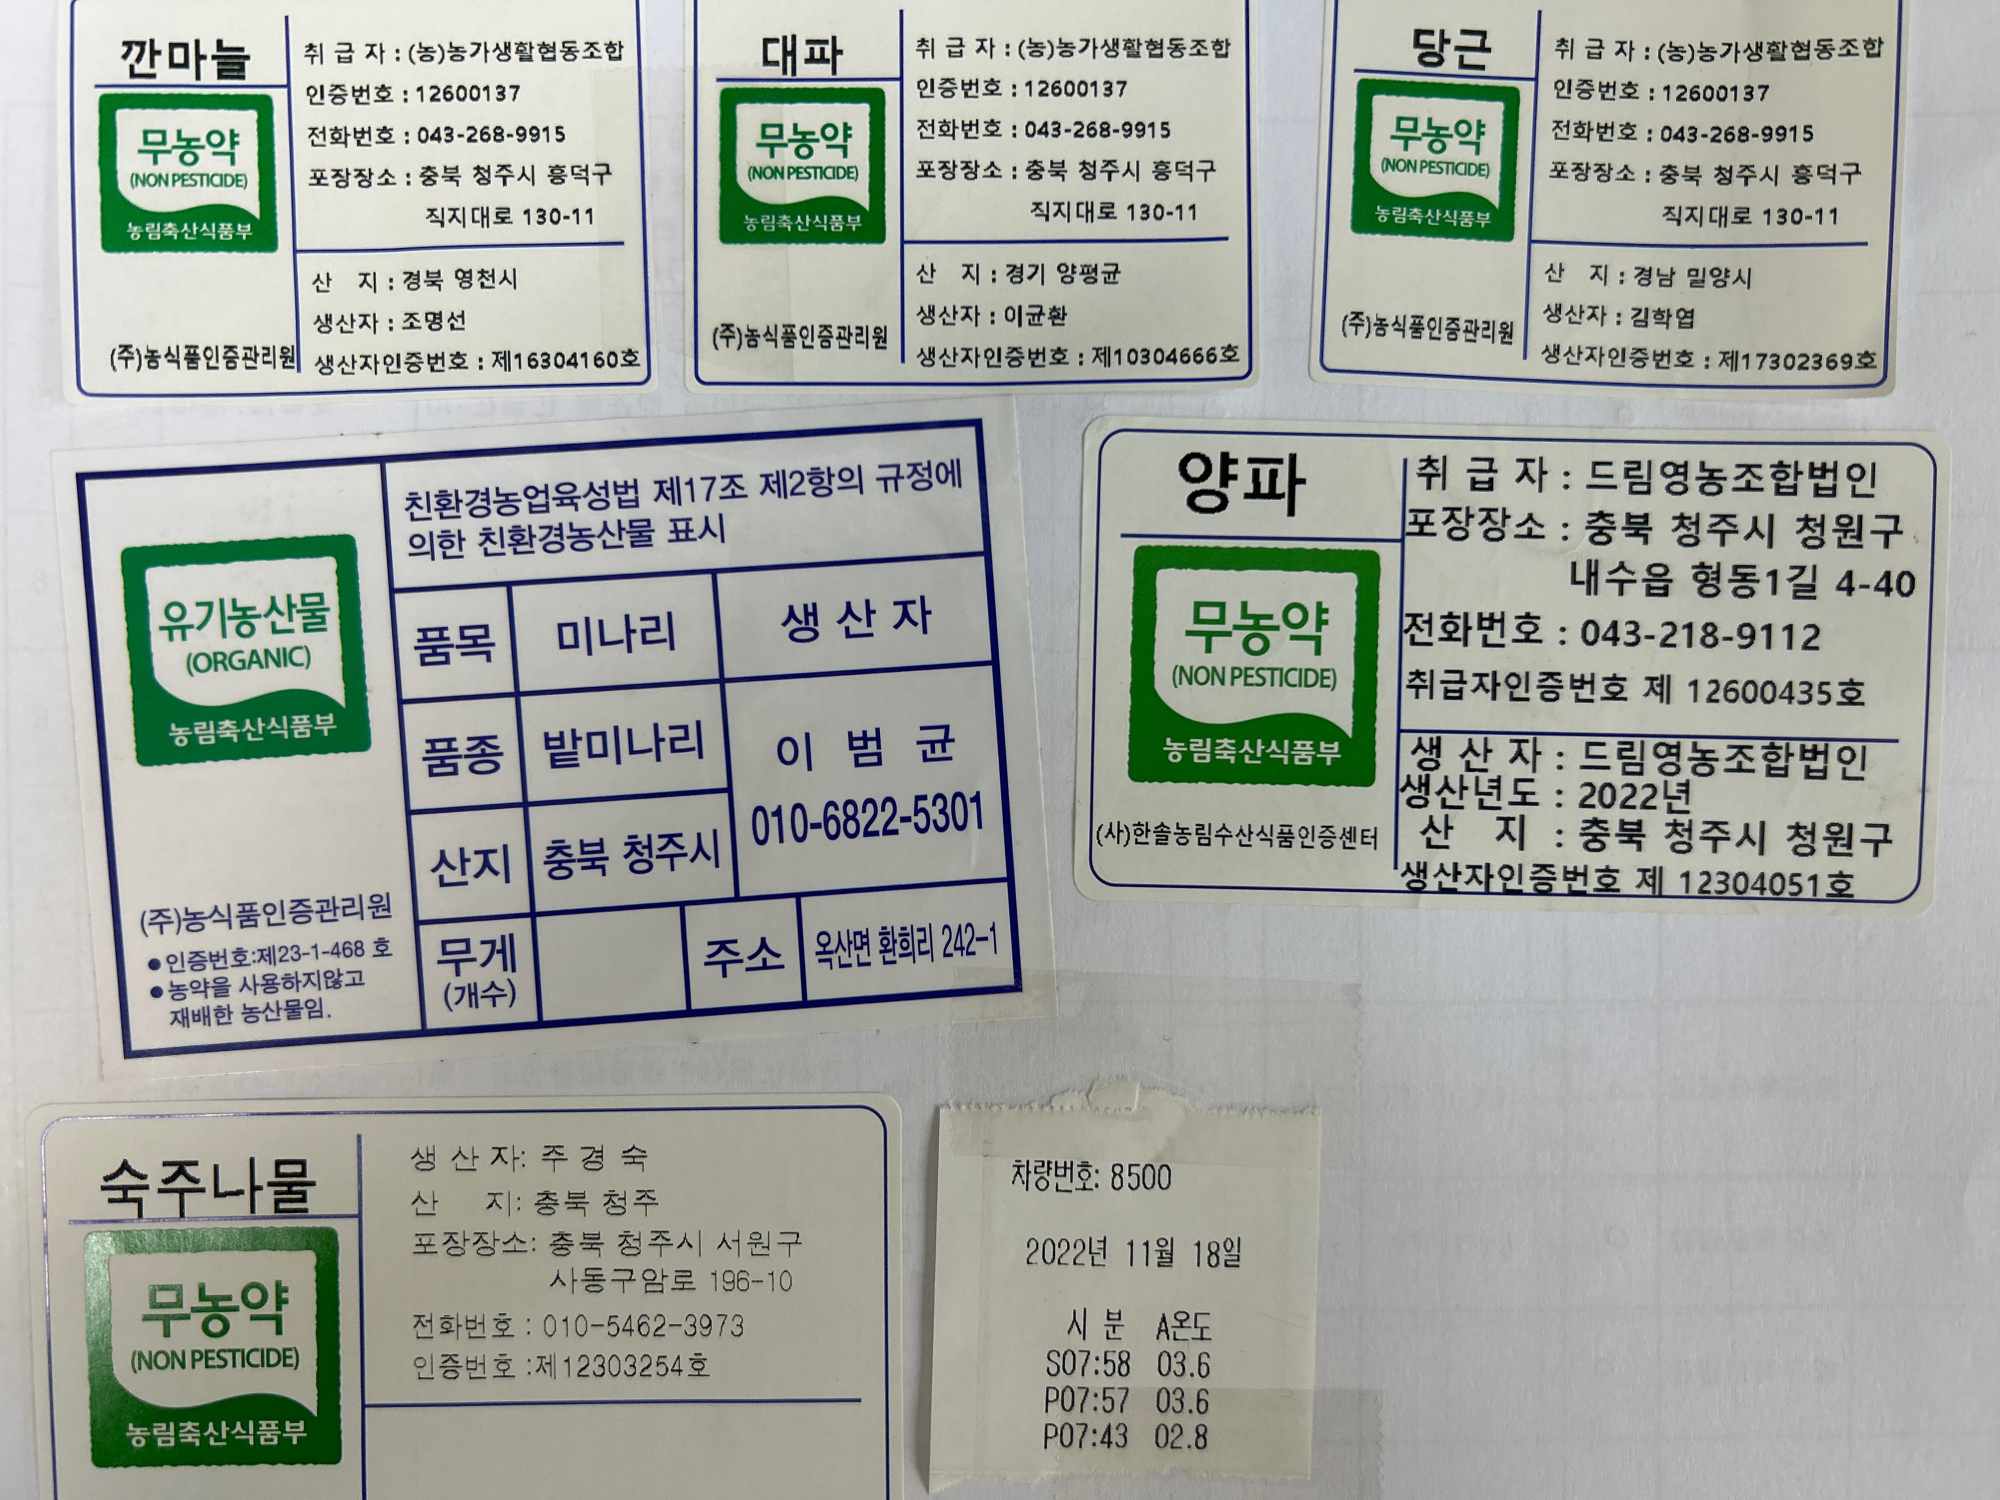 깐마늘
무농약
(NON PESTICIDE)
농림축산식품부
(주)농식품인증관리원
취 급 자 : (농)농가생활협동조합
인증번호 : 12600137
전화번호 : 043-268-9915
포장장소 : 충북 청주시 흥덕구
직지대로 130-11
산 지 : 경북 영천시
생산자 : 조명선
생산자인증번호 : 제16304160호
대파
무농약
(NON PESTICIDE)
농림축산식품부
(주)농식품인증관리원
취 급 자 : (농)농가생활협동조합
인증번호 : 12600137
전화번호 : 043-268-9915
포장장소 : 충북 청주시 흥덕구
직지대로 130-11
산 지 : 경기 양평균
생산자 : 이균환
생산자인증번호 : 제10304666호
당근
무농약
(NON PESTICIDE)
농림축산식품부
(주)농식품인증관리원
취 급 자 : (농)농가생활협동조합
인증번호 : 12600137
전화번호 : 043-268-9915
포장장소 : 충북 청주시 흥덕구
직지대로 130-11
산 지 : 경남 밀양시
생산자 : 김학엽
생산자인증번호 : 제17302369호
유기농산물
(ORGANIC)
농림축산식품부
(주)농식품인증관리원
●인증번호:제23-1-468 호
●농약을 사용하지않고
재배한 농산물임.
친환경농업육성법 제17조 제2항의 규정에
의한 친환경농산물 표시
품목 미나리 생 산 자
품종 밭미나리 이 범 균
010-6822-5301
산지 충북 청주시
무게
(개수)
주소 옥산면 환희리 242-1
양파
무농약
(NON PESTICIDE)
농림축산식품부
(사)한솔농림수산식품인증센터
취 급 자 : 드림영농조합법인
포장장소 : 충북 청주시 청원구
내수읍 형동1길 4-40
전화번호 : 043-218-9112
취급자인증번호 제 12600435호
생 산 자 : 드림영농조합법인
생산년도 : 2022년
산 지 : 충북 청주시 청원구
생산자인증번호 제 12304051호
숙주나물
무농약
(NON PESTICIDE)
농림축산식품부
생 산 자: 주 경 숙
산 지: 충북 청주
포장장소: 충북 청주시 서원구
사동구암로 196-10
전화번호 : 010-5462-3973
인증번호 :제12303254호
차량번호: 8500
2022년 11월 18일
시 분 A온도
S07:58 03.6
P07:57 03.6
P07:43 02.8